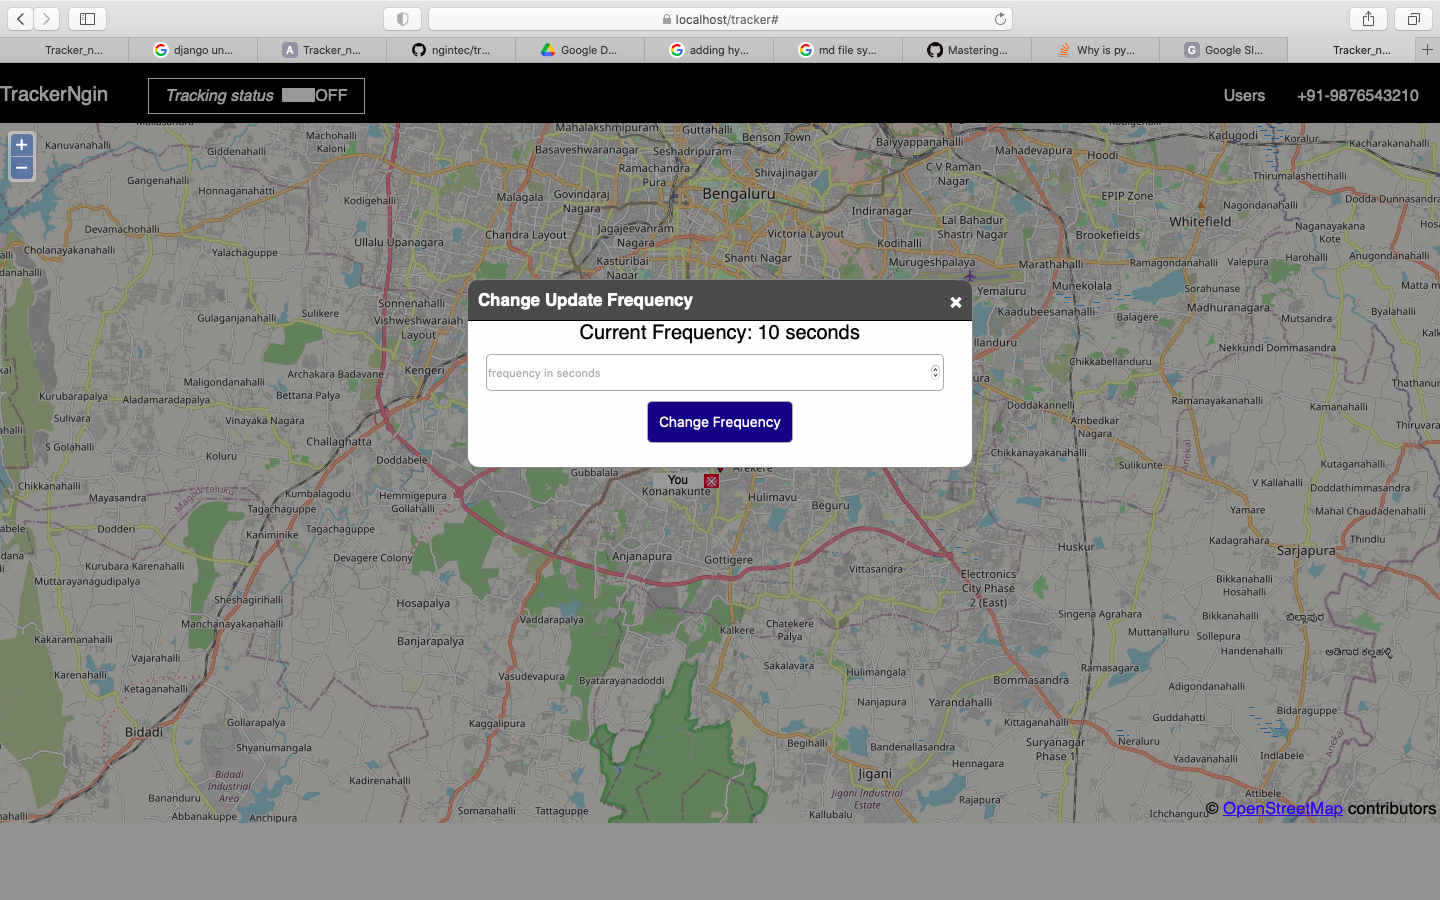 localhost/tracker#
Tracker_n...
django un...
Tracker_n...
ngintec/tr...
Google D...
adding hy...
md file sy...
Mastering...
Why is py...
Google Sl...
Tracker_n...
TrackerNgin
Tracking status OFF
Users
+91-9876543210
+
−
Change Update Frequency
Current Frequency: 10 seconds
frequency in seconds
Change Frequency
You
Kanuvanahalli
Giddenahalli
Machohalli
Kaloni
Mahalakshmipuram
Guttahalli
Benson Town
Baiyyappanahalli
Kadugodi
Koralur
Kacharakanahalli
Basaveshwaranagar
Seshadripuram
Mahadevapura
Hoodi
Gangenahalli
Honnaganahatti
Ramachandra
Pura
Shivajinagar
C V Raman
Nagar
Thirumalashettihalli
Kodigehalli
Malagala
Govindaraj
Nagara
Bengaluru
Indiranagar
EPIP Zone
Nagondanahalli
Dodda Dunnasandra
Devamochahalli
Jagajeevanram
Nagara
Lal Bahadur
Shastri Nagar
Whitefield
Naganayakana
Kote
Cholanayakanahalli
Yalachaguppe
Ullalu Upanagara
Chandra Layout
Victoria Layout
Kodihalli
Brookefields
Kasturibai
Nagar
Shanti Nagar
Murugeshpalaya
Marathahalli
Ramagondanahalli
Valepura
Harohalli
Anugondanahalli
Sonnenahalli
Yemaluru
Munekolala
Sorahunase
Gulaganjanahalli
Sulikere
Vishweshwaraiah
Kaadubeesanahalli
Balagere
Madhuranagara
Mutsandra
Byalahalli
Nekkundi Dommasandra
Maligondanahalli
Archakara Badavane
Kengeri
Chikkabellanduru
Kurubarapalya
Aladamaradapalya
Bettana Palya
Doddakannelli
Ramanayakanahalli
Kamanahalli
Sulivara
Vinayaka Nagara
Ambedkar
Nagara
S Golahalli
Koluru
Challaghatta
Doddabele
Chikkanayakanahalli
Sulikunte
Kutaganahalli
Chikkanahalli
Mayasandra
Magadi taluku
Kumbalagodu
Tagachaguppe
Hemmigepura
Gollahalli
Gubbalala
Arekere
Konanakunte
Hulimavu
Beguru
Anekal
V Kallahalli
Doddathimmasandra
Dodderi
Kaniminike
Tagachaguppe
Yamare
Mahal Chaudadenahalli
Kurubara Karenahalli
Devagere Colony
Anjanapura
Gottigere
Vittasandra
Huskur
Kadagrahara
Sarjapura
Thindlu
Muttarayanagudipalya
Electronics
City Phase
2 (East)
Bikkanahalli
Hosahalli
Sheshagirihalli
Hosapalya
Vaddarapalya
Singena Agrahara
Bikkanahalli
ಬಿಲ್ಲಾಪುರ
Manchanayakanahalli
Kalkere
Chatekere
Palya
Muttanalluru
Sollepura
Kakaramanahalli
Banjarapalya
Handenahalli
ಅಡಿಗಾರ ಕಲ್ಲಹಳ್ಳಿ
Vajarahalli
Sakalavara
Hulimangala
Ramasagara
Karenahalli
Ketaganahalli
Vasudevapura
Byatarayanadoddi
Bommasandra
Adigondanahalli
Gollarapalya
Kaggalipura
Nanjapura
Yarandahalli
Kittaganahalli
Guddahatti
Bidaraguppe
Bidadi
Shyanumangala
Begihalli
Bandenallasandra
Suryanagar
Phase 1
Neraluru
Yadavanahalli
Indlabele
Bidadi
Industrial
Area
Kadirenahalli
Jigani
Hennagara
Bananduru
Jigani Industrial
Estate
Rajapura
Attibele
Abbanakuppe
Anchipura
Somanahalli
Tattaguppe
Kallubalu
Ichchanguru
© OpenStreetMap contributors